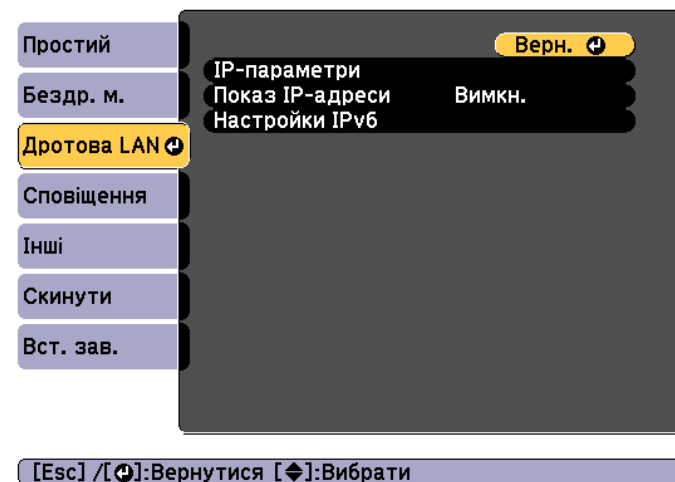 Простий
Верн.
IP-параметри
Бездр. м.
Показ IP-адреси Вимкн.
Настройки IPv6
Дротова LAN
Сповіщення
Інші
Скинути
Вст. зав.
[Esc] /[ ]:Вернутися [ ]:Вибрати